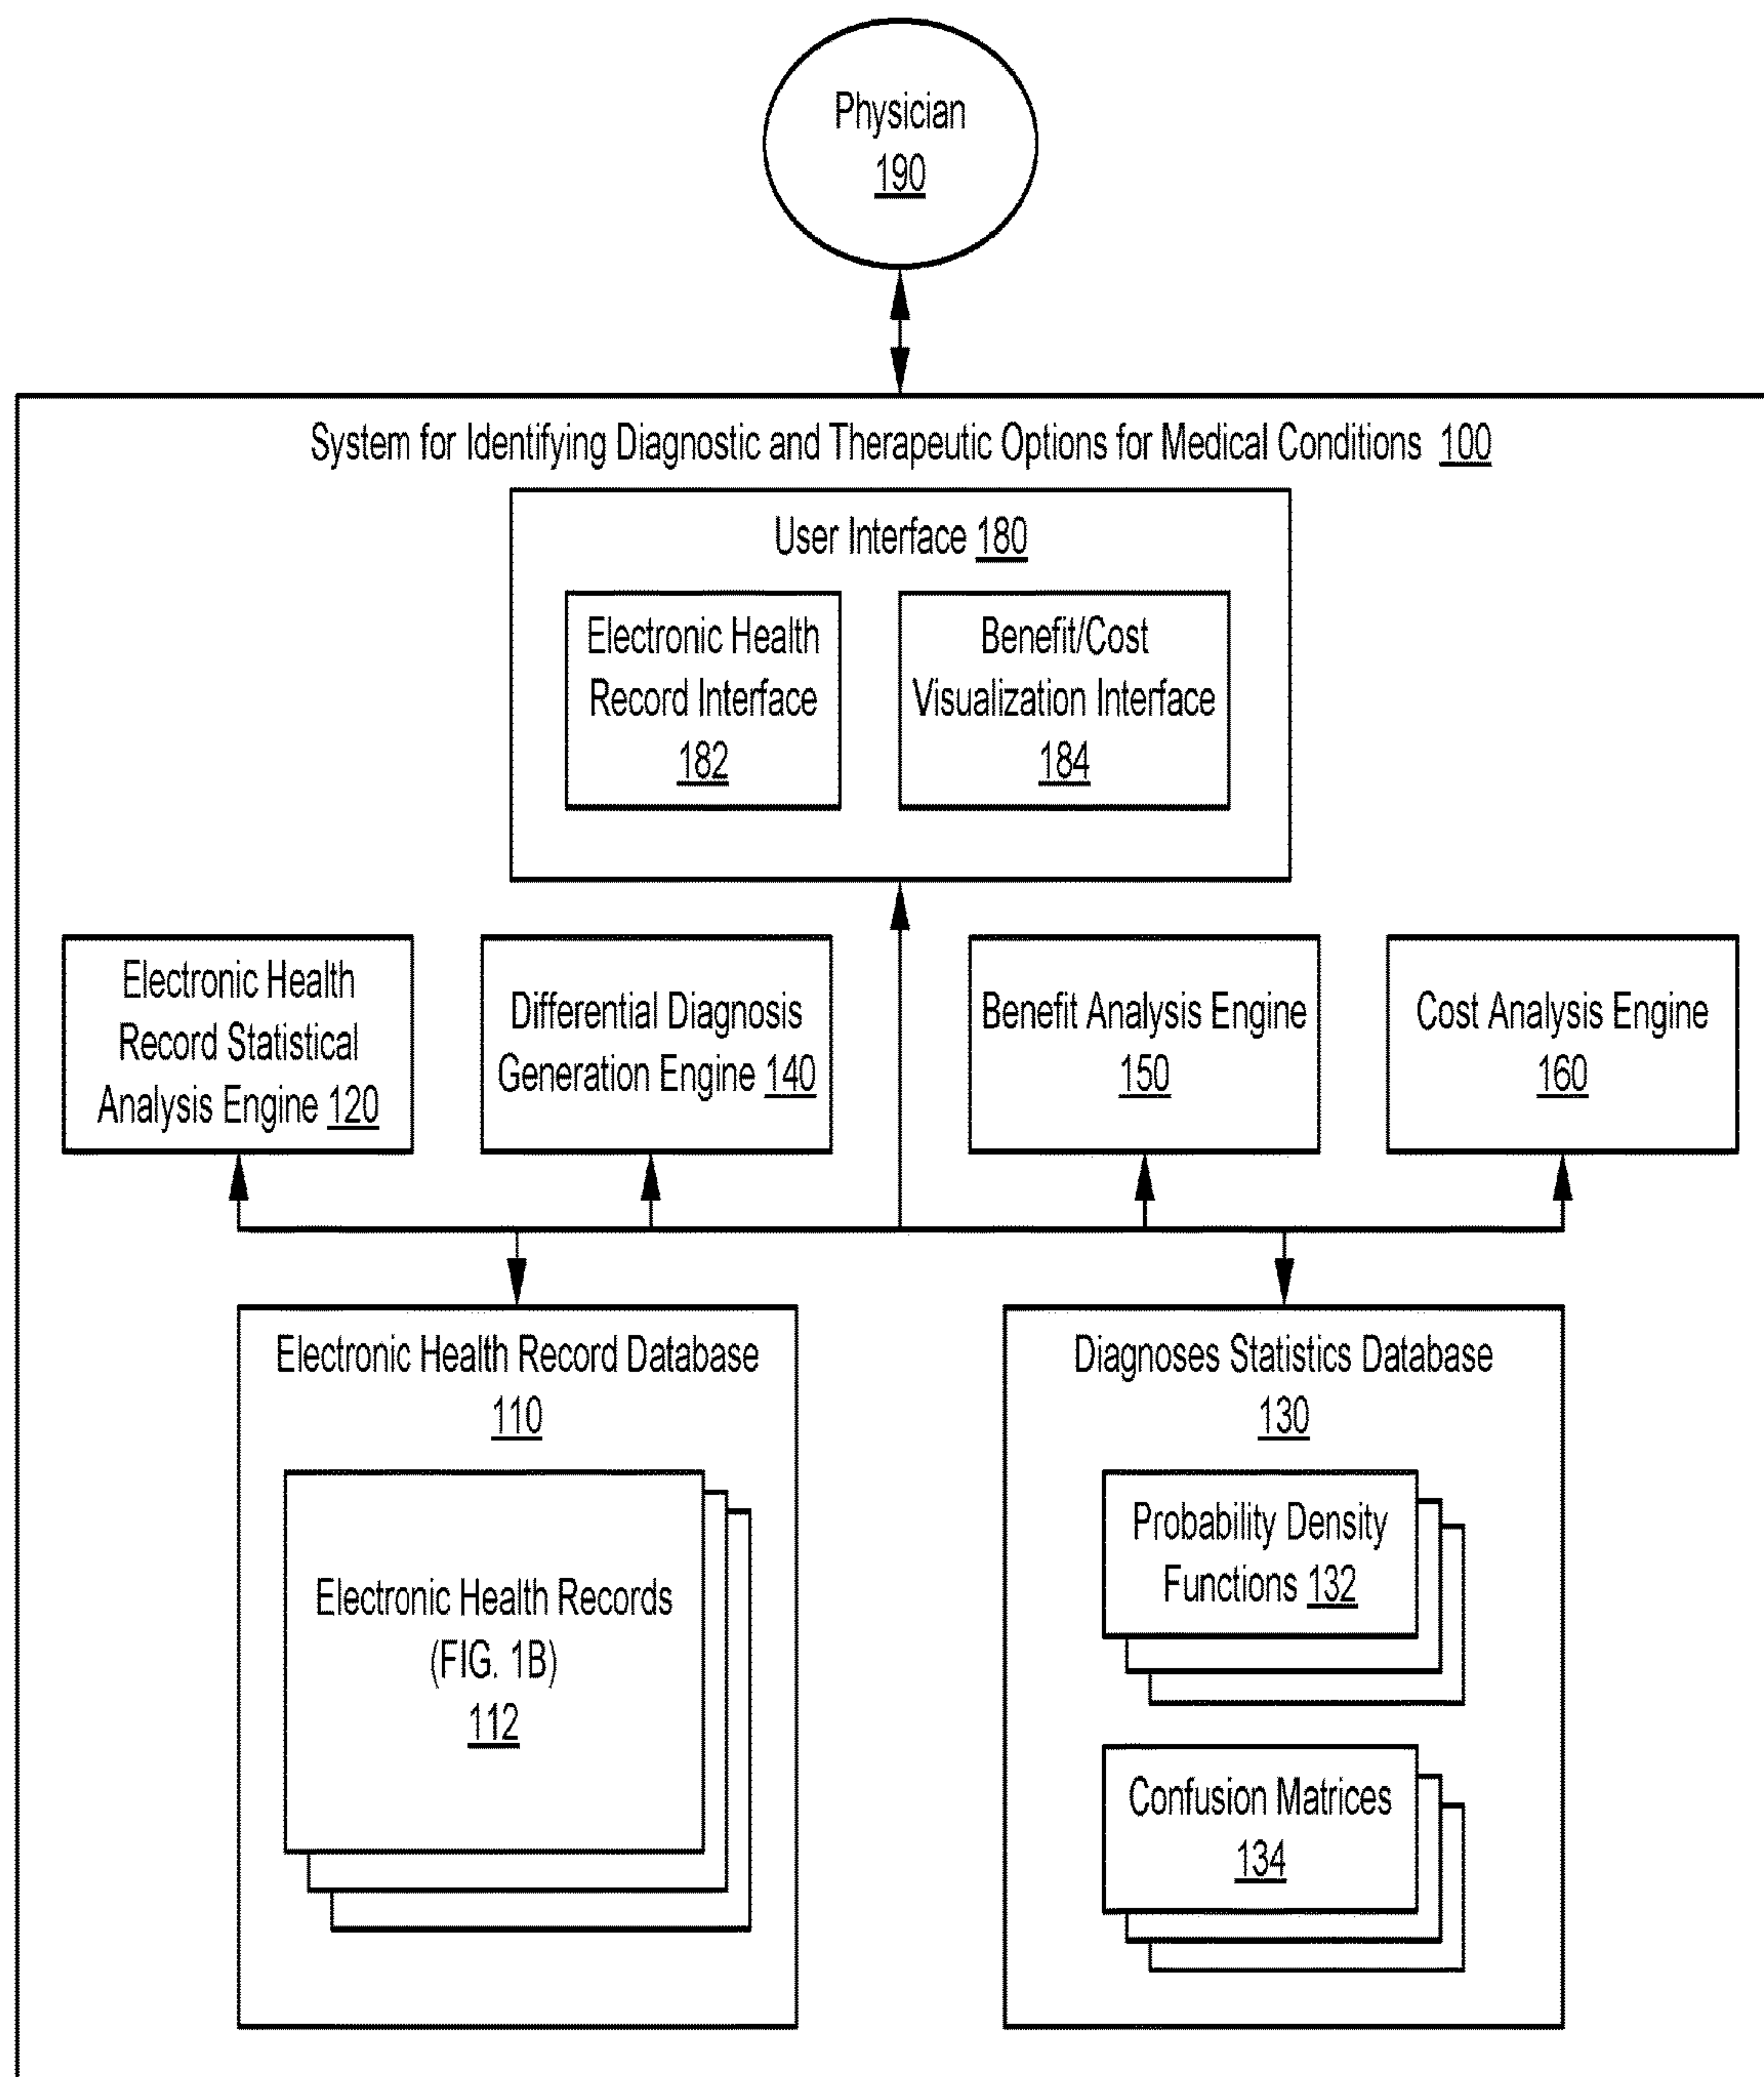 Physician
190
System for Identifying Diagnostic and Therapeutic Options for Medical Conditions 100
User Interface 180
Electronic Health
Record Interface
182
Benefit/Cost
Visualization Interface
184
Electronic Health
Record Statistical
Analysis Engine 120
Differential Diagnosis
Generation Engine 140
Benefit Analysis Engine
150
Cost Analysis Engine
160
Electronic Health Record Database
110
Electronic Health Records
(FIG. 1B)
112
Diagnoses Statistics Database
130
Probability Density
Functions 132
Confusion Matrices
134